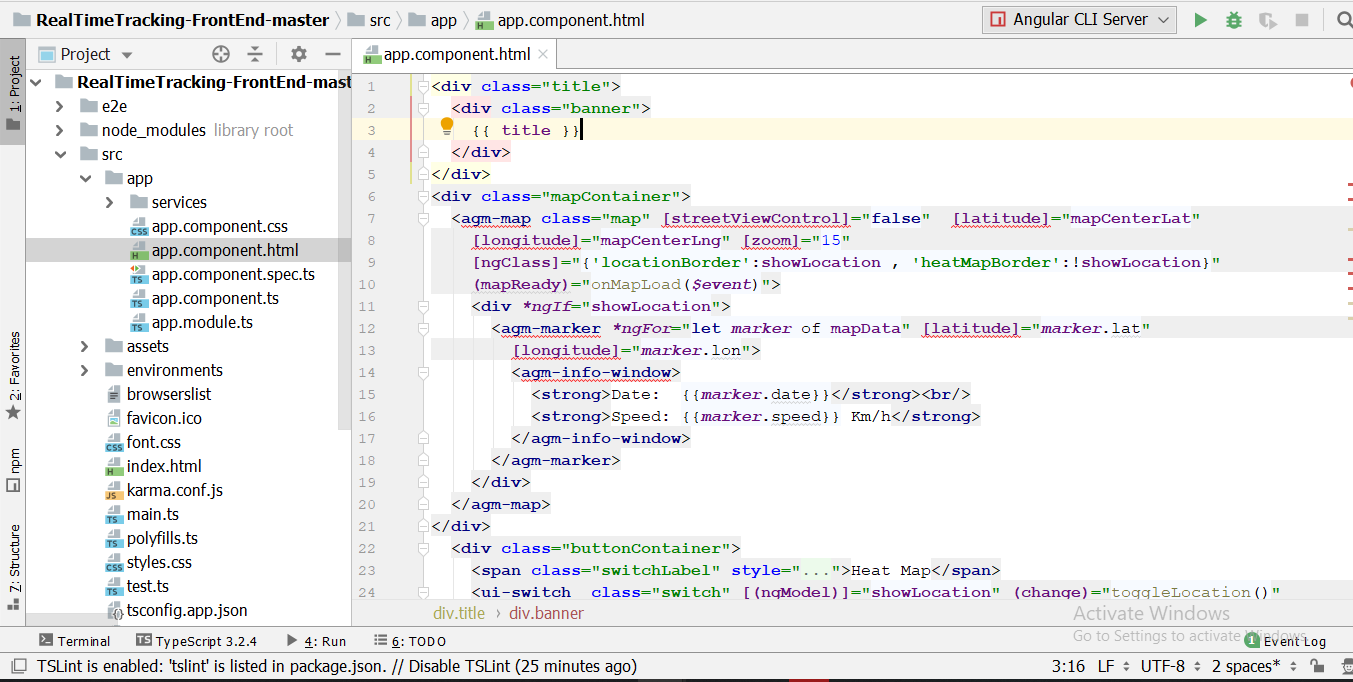 RealTimeTracking-FrontEnd-master src app app.component.html Angular CLI Server
1: Project
2: Favorites
npm
7: Structure
Project
RealTimeTracking-FrontEnd-mast
e2e
node_modules library root
src
app
services
app.component.css
app.component.html
app.component.spec.ts
app.component.ts
app.module.ts
assets
environments
browserslist
favicon.ico
font.css
index.html
karma.conf.js
main.ts
polyfills.ts
styles.css
test.ts
tsconfig.app.json
app.component.html
1 <div class="title">
2 <div class="banner">
3 {{ title }}
4 </div>
5 </div>
6 <div class="mapContainer">
7 <agm-map class="map" [streetViewControl]="false" [latitude]="mapCenterLat"
8 [longitude]="mapCenterLng" [zoom]="15"
9 [ngClass]="{'locationBorder':showLocation , 'heatMapBorder':!showLocation}"
10 (mapReady)="onMapLoad($event)">
11 <div *ngIf="showLocation">
12 <agm-marker *ngFor="let marker of mapData" [latitude]="marker.lat"
13 [longitude]="marker.lon">
14 <agm-info-window>
15 <strong>Date: {{marker.date}}</strong><br/>
16 <strong>Speed: {{marker.speed}} Km/h</strong>
17 </agm-info-window>
18 </agm-marker>
19 </div>
20 </agm-map>
21 </div>
22 <div class="buttonContainer">
23 <span class="switchLabel" style="...">Heat Map</span>
24 <ui-switch class="switch" [(ngModel)]="showLocation" (change)="toggleLocation()"
div.title div.banner
Activate Windows
Go to Settings to activate Windows.
Terminal TypeScript 3.2.4 4: Run 6: TODO 1 Event Log
TSLint is enabled: 'tslint' is listed in package.json. // Disable TSLint (25 minutes ago) 3:16 LF UTF-8 2 spaces*